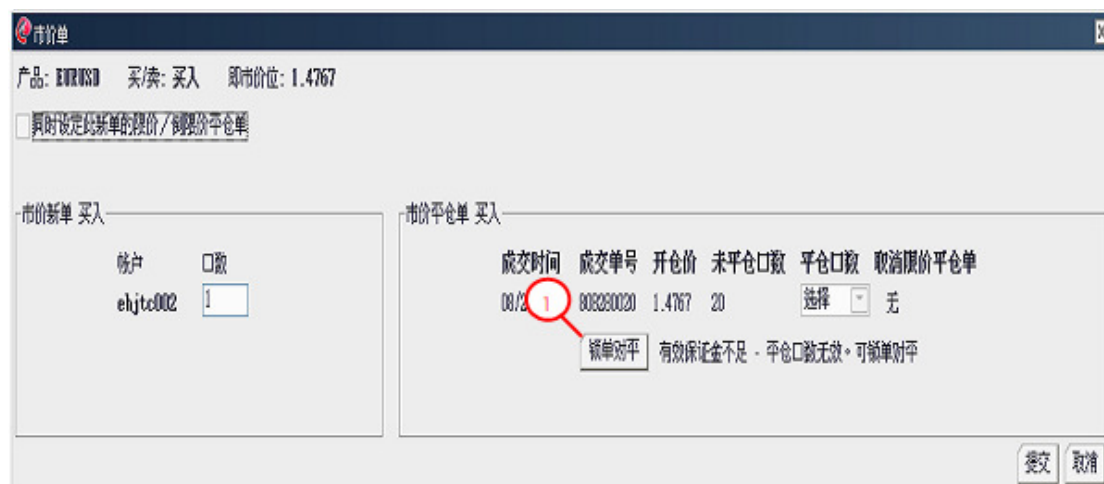 市价单
产品: EURUSD 买/卖: 买入 即市价位: 1.4767
同时设定此新单的限价/制限价平仓单
市价新单 买入
帐户 口数
ehjtc002 1
市价平仓单 买入
成交时间 成交单号 开仓价 未平仓口数 平仓口数 取消限价平仓单
08/2 1 808280020 1.4767 20 选择 无
锁单对平 有效保证金不足 - 平仓口数无效。可锁单对平
提交 取消